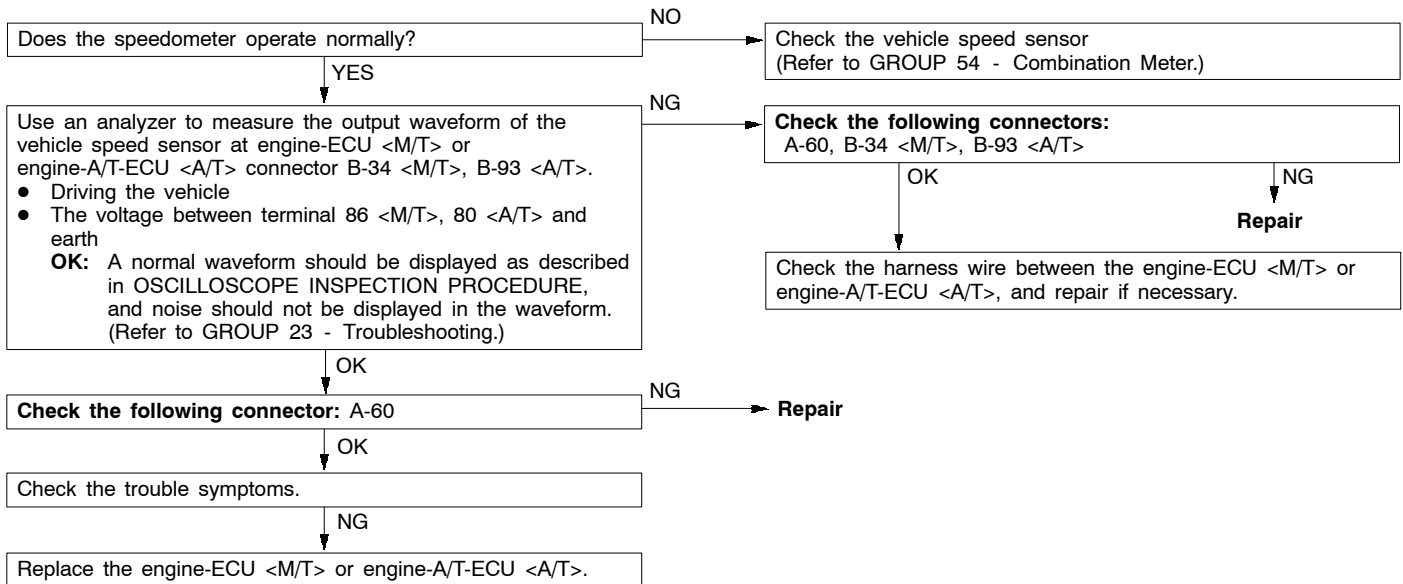 Does the speedometer operate normally?
NO
Check the vehicle speed sensor
(Refer to GROUP 54 - Combination Meter.)
YES
Use an analyzer to measure the output waveform of the
vehicle speed sensor at engine-ECU <M/T> or
engine-A/T-ECU <A/T> connector B-34 <M/T>, B-93 <A/T>.
● Driving the vehicle
● The voltage between terminal 86 <M/T>, 80 <A/T> and
earth
OK: A normal waveform should be displayed as described
in OSCILLOSCOPE INSPECTION PROCEDURE,
and noise should not be displayed in the waveform.
(Refer to GROUP 23 - Troubleshooting.)
NG
Check the following connectors:
A-60, B-34 <M/T>, B-93 <A/T>
OK
NG
Repair
Check the harness wire between the engine-ECU <M/T> or
engine-A/T-ECU <A/T>, and repair if necessary.
OK
Check the following connector: A-60
NG
Repair
OK
Check the trouble symptoms.
NG
Replace the engine-ECU <M/T> or engine-A/T-ECU <A/T>.